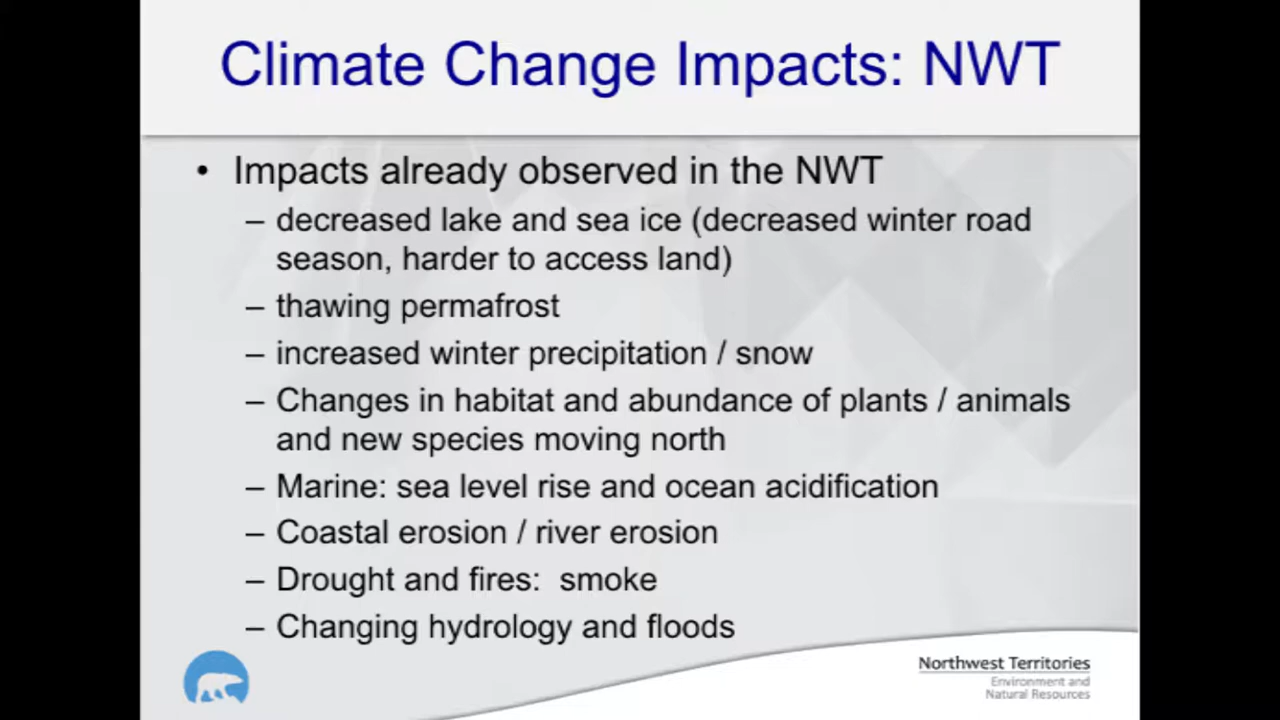 Climate Change Impacts: NWT
• Impacts already observed in the NWT
– decreased lake and sea ice (decreased winter road
season, harder to access land)
– thawing permafrost
– increased winter precipitation / snow
– Changes in habitat and abundance of plants / animals
and new species moving north
– Marine: sea level rise and ocean acidification
– Coastal erosion / river erosion
– Drought and fires:  smoke
– Changing hydrology and floods
Northwest Territories
Environment and
Natural Resources